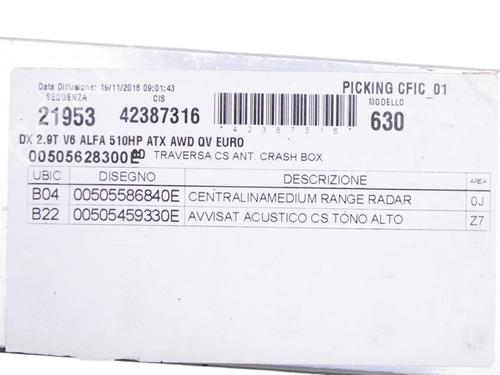 Data Diffusione: 19/11/2018 09:01:43 PICKING CFIC_01
SEQUENZA CIS MODELLO
21953 42387316 *42387316* 630
DX 2.9T V6 ALFA 510HP ATX AWD QV EURO
00505628300E TRAVERSA CS ANT. CRASH BOX
UBIC DISEGNO DESCRIZIONE AREA
B04 00505586840E CENTRALINAMEDIUM RANGE RADAR 0J
B22 00505459330E AVVISAT ACUSTICO CS.TONO ALTO Z7